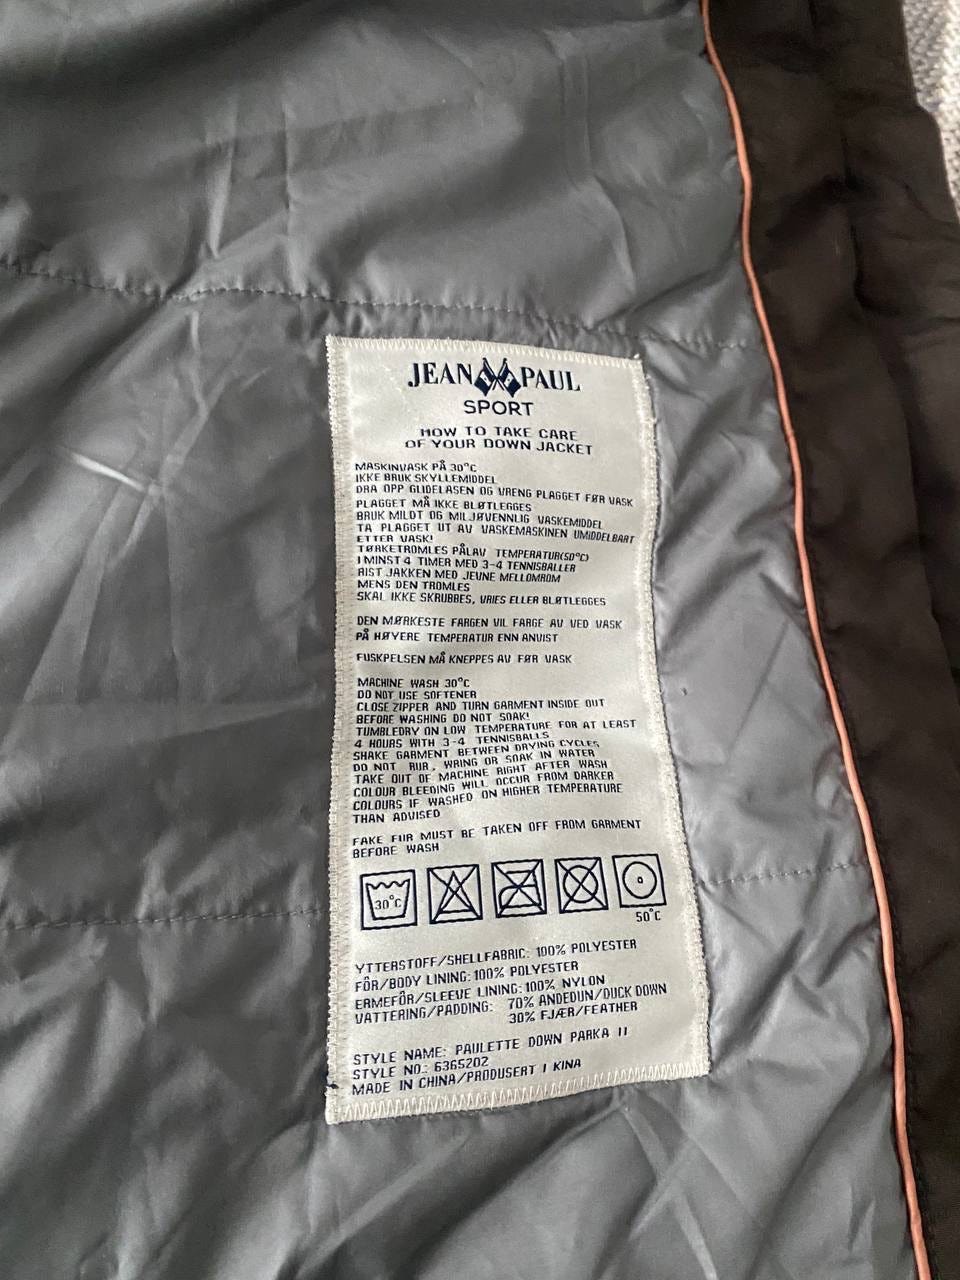 JEAN PAUL
SPORT
HOW TO TAKE CARE
OF YOUR DOWN JACKET
MASKINVASK PÅ 30°C
IKKE BRUK SKYLLEMIDDEL
DRA OPP GLIDELÅSEN OG VRENG PLAGGET FØR VASK
PLAGGET MÅ IKKE BLØTLEGGES
BRUK MILDT OG MILJØVENNLIG VASKEMIDDEL
TA PLAGGET UT AV VASKEMASKINEN UMIDDELBART
ETTER VASK!
TØRKETROMLES PÅLAV TEMPERATUR(50°C)
I MINST 4 TIMER MED 3-4 TENNISBALLER
RIST JAKKEN MED JEVNE MELLOMROM
MENS DEN TROMLES
SKAL IKKE SKRUBBES, VRIES ELLER BLØTLEGGES
DEN MØRKESTE FARGEN VIL FARGE AV VED VASK
PÅ HØYERE TEMPERATUR ENN ANVIST
FUSKPELSEN MÅ KNEPPES AV FØR VASK
MACHINE WASH 30°C
DO NOT USE SOFTENER
CLOSE ZIPPER AND TURN GARMENT INSIDE OUT
BEFORE WASHING DO NOT SOAK!
TUMBLEDRY ON LOW TEMPERATURE FOR AT LEAST
4 HOURS WITH 3-4 TENNISBALLS
SHAKE GARMENT BETWEEN DRYING CYCLES
DO NOT RUB, WRING OR SOAK IN WATER
TAKE OUT OF MACHINE RIGHT AFTER WASH
COLOUR BLEEDING WILL OCCUR FROM DARKER
COLOURS IF WASHED ON HIGHER TEMPERATURE
THAN ADVISED
FAKE FUR MUST BE TAKEN OFF FROM GARMENT
BEFORE WASH
30°C
50°C
YTTERSTOFF/SHELLFABRIC: 100% POLYESTER
FÔR/BODY LINING: 100% POLYESTER
ERMEFÔR/SLEEVE LINING: 100% NYLON
VATTERING/PADDING: 70% ANDEDUN/DUCK DOWN
30% FJÆR/FEATHER
STYLE NAME: PAULETTE DOWN PARKA II
STYLE NO.: 6365202
MADE IN CHINA/PRODUSERT I KINA